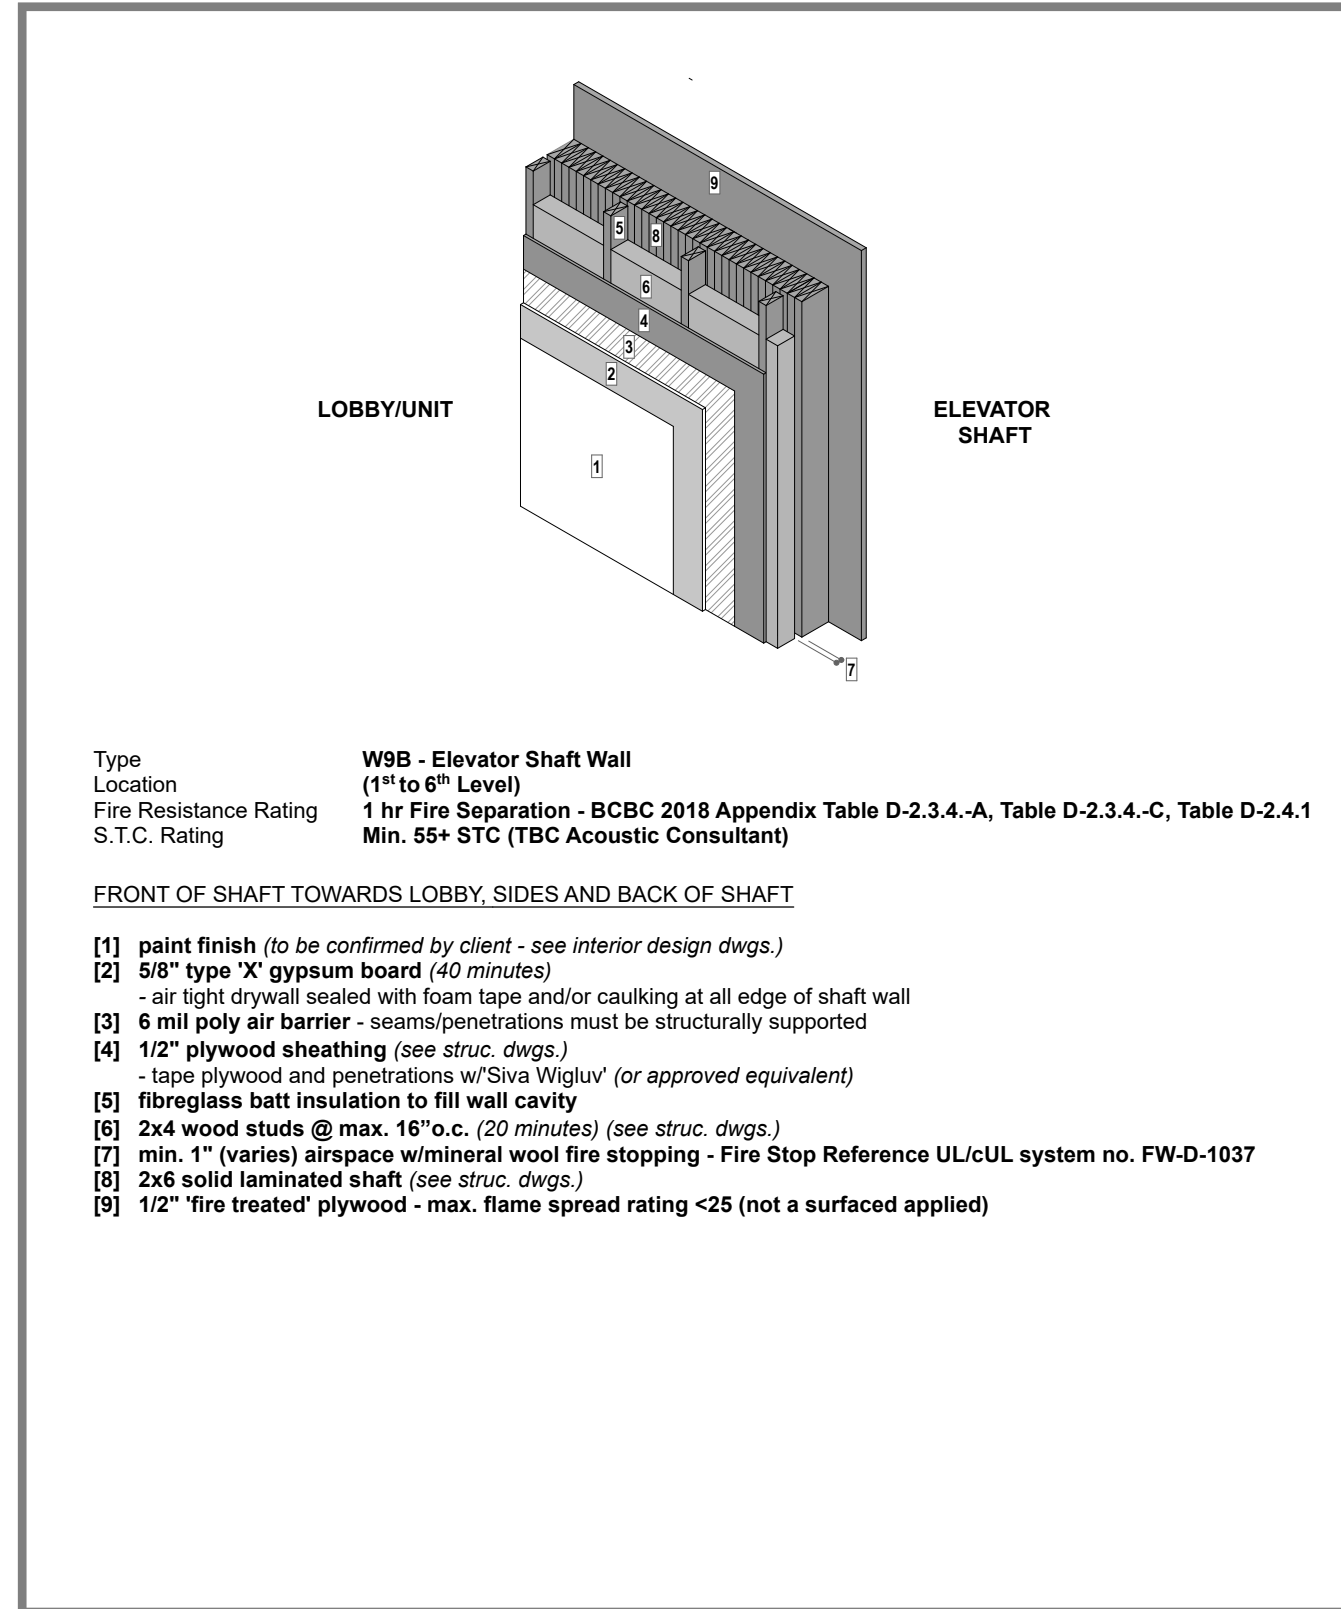 9
5
8
6
4
3
2
LOBBY/UNIT
ELEVATOR
SHAFT
1
7
Type W9B - Elevator Shaft Wall
Location (1st to 6th Level)
Fire Resistance Rating 1 hr Fire Separation - BCBC 2018 Appendix Table D-2.3.4.-A, Table D-2.3.4.-C, Table D-2.4.1
S.T.C. Rating Min. 55+ STC (TBC Acoustic Consultant)
FRONT OF SHAFT TOWARDS LOBBY, SIDES AND BACK OF SHAFT
[1] paint finish (to be confirmed by client - see interior design dwgs.)
[2] 5/8" type 'X' gypsum board (40 minutes)
- air tight drywall sealed with foam tape and/or caulking at all edge of shaft wall
[3] 6 mil poly air barrier - seams/penetrations must be structurally supported
[4] 1/2" plywood sheathing (see struc. dwgs.)
- tape plywood and penetrations w/'Siva Wigluv' (or approved equivalent)
[5] fibreglass batt insulation to fill wall cavity
[6] 2x4 wood studs @ max. 16”o.c. (20 minutes) (see struc. dwgs.)
[7] min. 1" (varies) airspace w/mineral wool fire stopping - Fire Stop Reference UL/cUL system no. FW-D-1037
[8] 2x6 solid laminated shaft (see struc. dwgs.)
[9] 1/2" 'fire treated' plywood - max. flame spread rating <25 (not a surfaced applied)